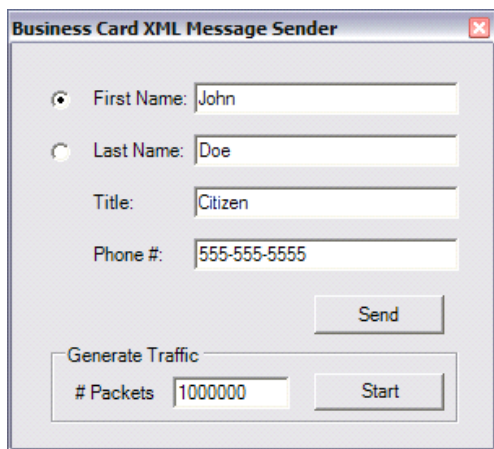 Business Card XML Message Sender
First Name: John
Last Name: Doe
Title: Citizen
Phone #: 555-555-5555
Send
Generate Traffic
# Packets 1000000 Start